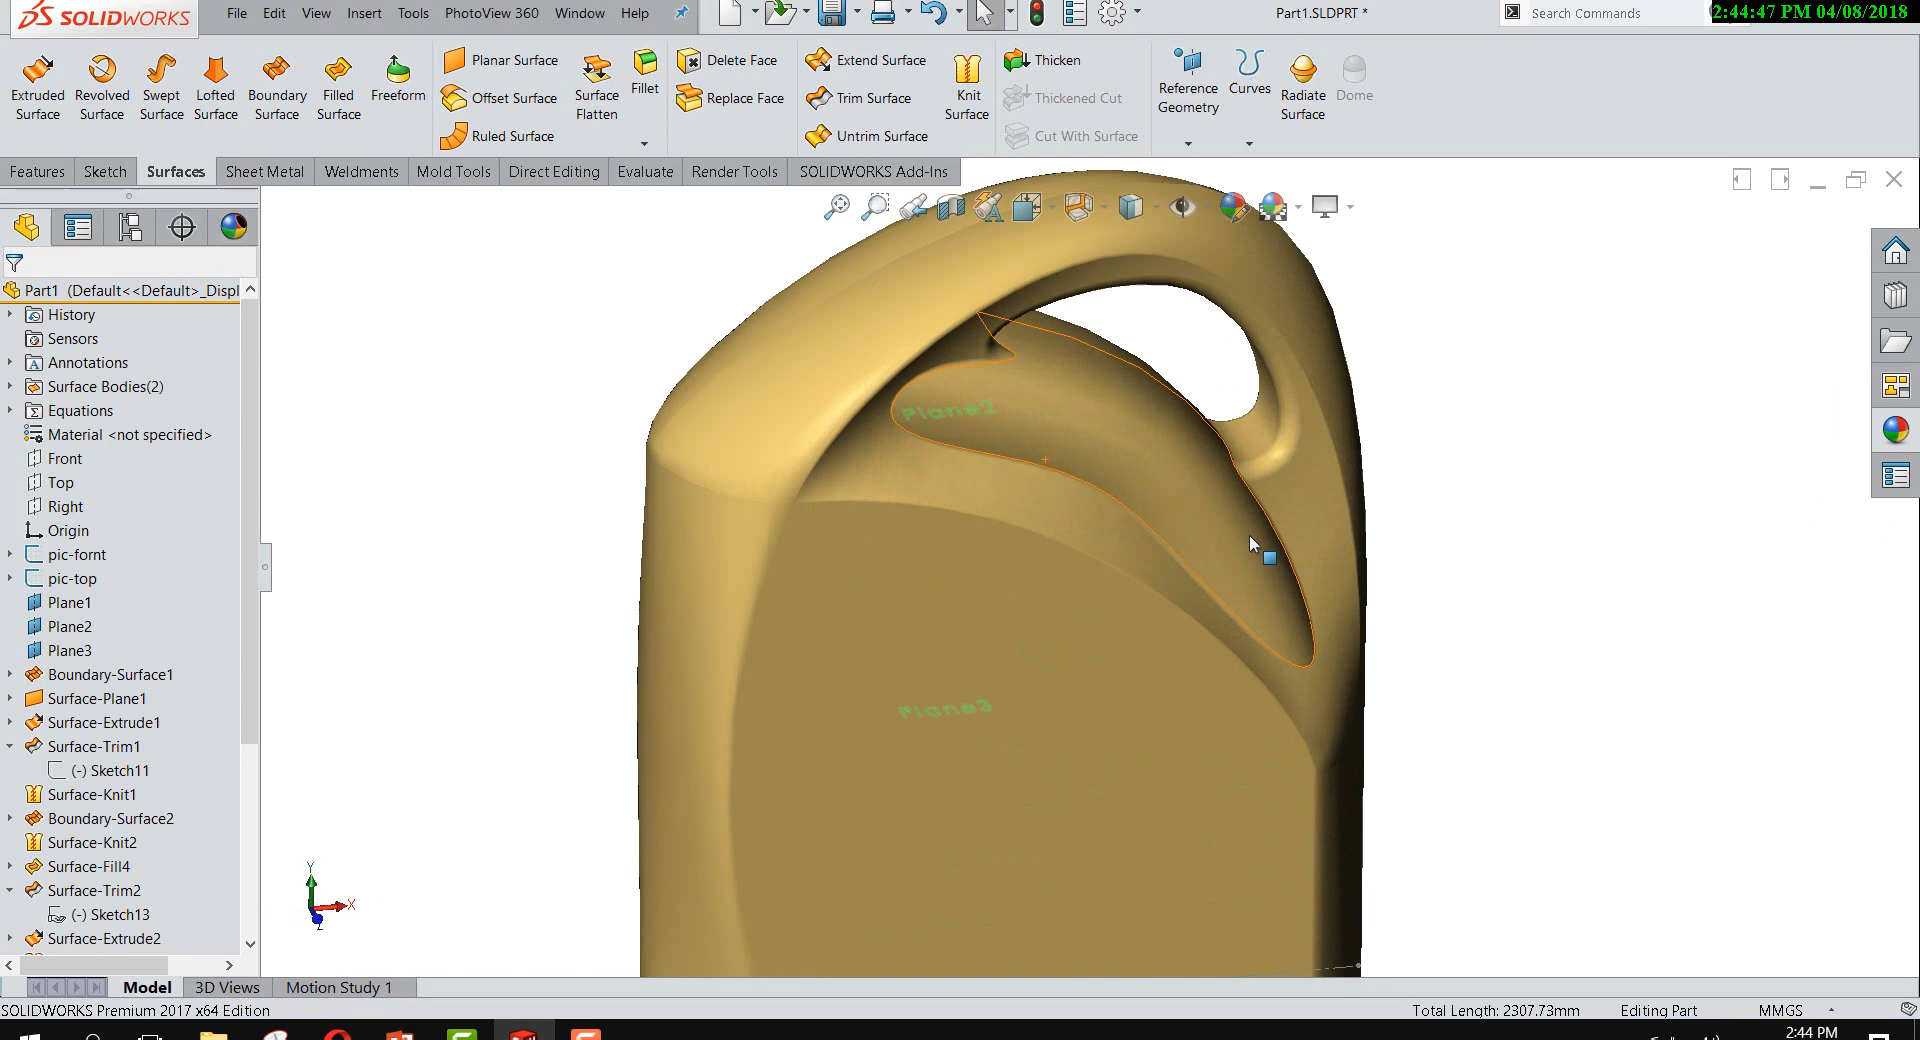 SOLIDWORKS File Edit View Insert Tools PhotoView 360 Window Help Part1.SLDPRT * Search Commands 2:44:47 PM 04/08/2018
Extruded Surface
Revolved Surface
Swept Surface
Lofted Surface
Boundary Surface
Filled Surface
Freeform
Planar Surface
Offset Surface
Ruled Surface
Surface Flatten
Fillet
Delete Face
Replace Face
Extend Surface
Trim Surface
Untrim Surface
Knit Surface
Thicken
Thickened Cut
Cut With Surface
Reference Geometry
Curves
Radiate Surface
Dome
Features Sketch Surfaces Sheet Metal Weldments Mold Tools Direct Editing Evaluate Render Tools SOLIDWORKS Add-Ins
Part1 (Default<<Default>_Displ
History
Sensors
Annotations
Surface Bodies(2)
Equations
Material <not specified>
Front
Top
Right
Origin
pic-fornt
pic-top
Plane1
Plane2
Plane3
Boundary-Surface1
Surface-Plane1
Surface-Extrude1
Surface-Trim1
(-) Sketch11
Surface-Knit1
Boundary-Surface2
Surface-Knit2
Surface-Fill4
Surface-Trim2
(-) Sketch13
Surface-Extrude2
Plane2
Plane3
Y
X
Z
Model 3D Views Motion Study 1
SOLIDWORKS Premium 2017 x64 Edition Total Length: 2307.73mm Editing Part MMGS
2:44 PM